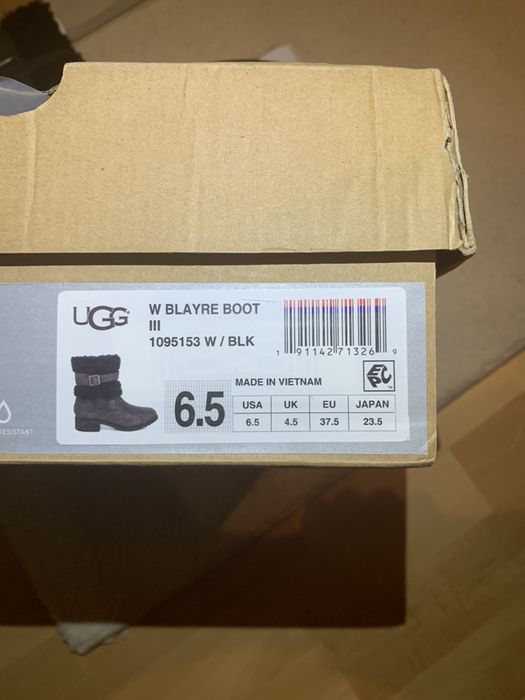 UGG
W BLAYRE BOOT
III
1095153 W / BLK
1 91142 71326 9
MADE IN VIETNAM
EPC
6.5
USA UK EU JAPAN
6.5 4.5 37.5 23.5
RESISTANT